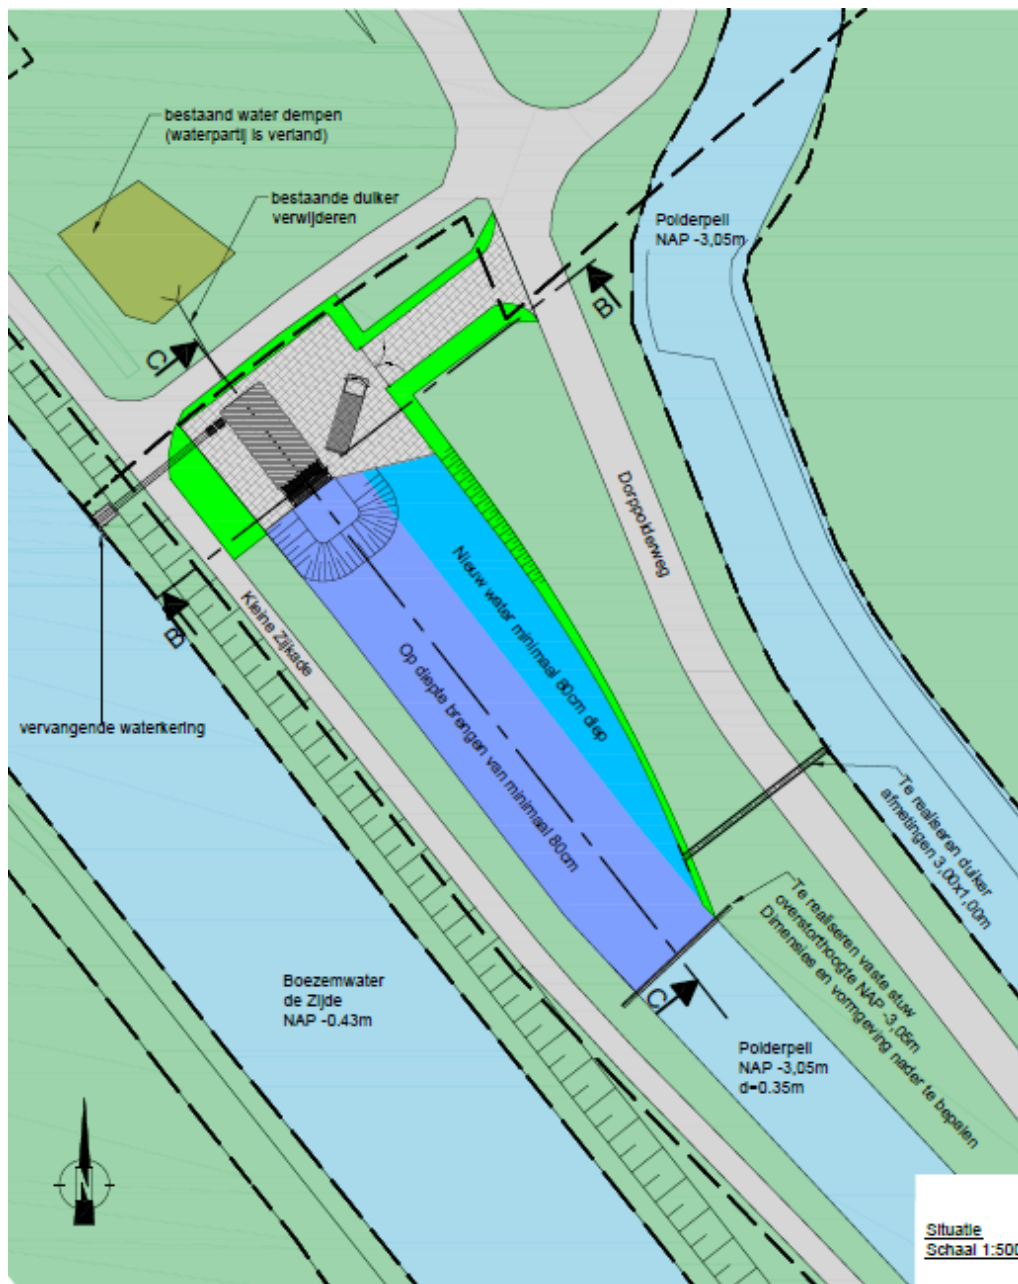 bestaand water dempen
(waterpartij is verland)
bestaande duiker
verwijderen
Polderpeil
NAP -3,05m
B
C
Dorppolderweg
Nieuw water minimaal 80cm diep
Kleine Zijkade
Op diepte brengen van minimaal 80cm
B
vervangende waterkering
Te realiseren duiker
afmetingen 3,00x1,00m
Te realiseren vaste stuw
overstorthoogte NAP -3,05m
Dimensies en vormgeving nader te bepalen
Boezemwater
de Zijde
NAP -0.43m
C
Polderpeil
NAP -3,05m
d=0.35m
Situatie
Schaal 1:500